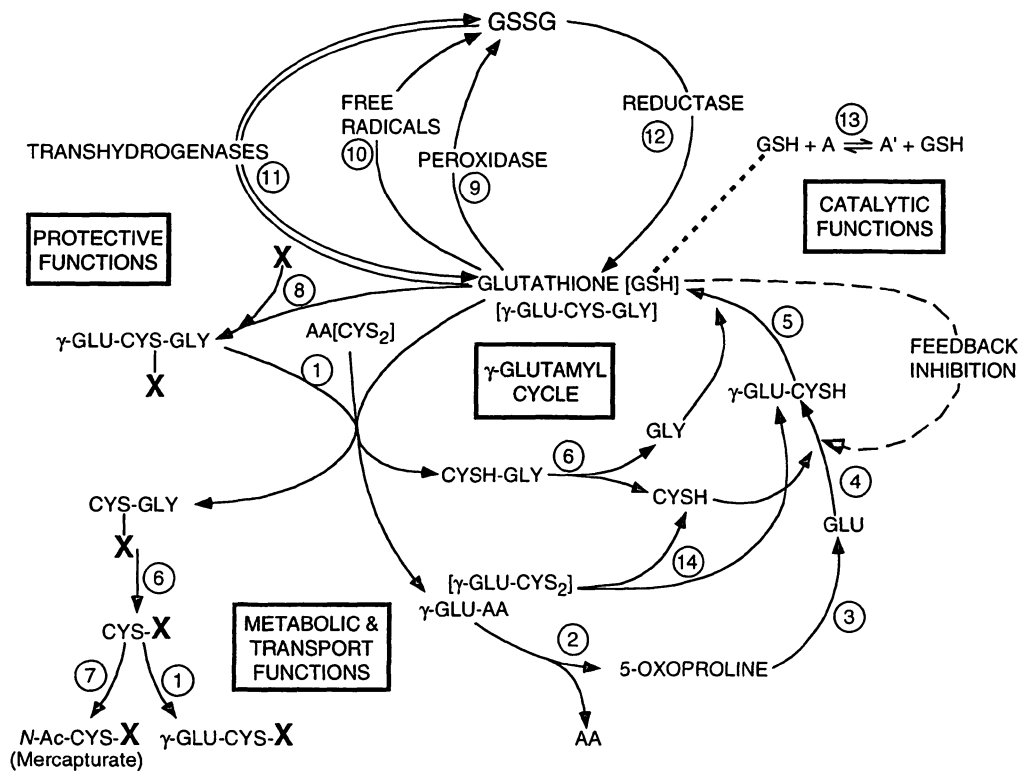 GSSG
FREE
RADICALS
10
PEROXIDASE
9
REDUCTASE
12
13
GSH + A ⇌ A' + GSH
TRANSHYDROGENASES
11
PROTECTIVE
FUNCTIONS
CATALYTIC
FUNCTIONS
X
8
GLUTATHIONE [GSH]
[γ-GLU-CYS-GLY]
γ-GLU-CYS-GLY
X
AA[CYS₂]
1
γ-GLUTAMYL
CYCLE
5
FEEDBACK
INHIBITION
γ-GLU-CYSH
GLY
CYSH-GLY
6
CYSH
4
GLU
CYS-GLY
X
6
14
[γ-GLU-CYS₂]
γ-GLU-AA
3
CYS-X
METABOLIC &
TRANSPORT
FUNCTIONS
2
5-OXOPROLINE
7
1
N-Ac-CYS-X
(Mercapturate)
γ-GLU-CYS-X
AA